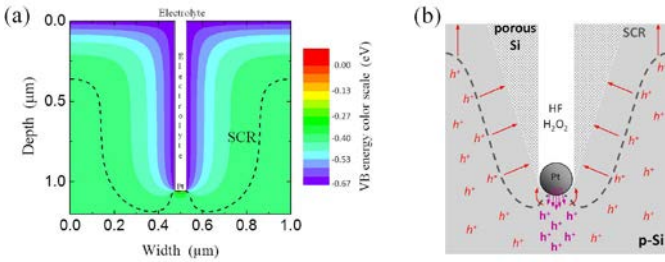 (a)
Electrolyte
0.0
0.5
1.0
Depth (μm)
Electrolyte
Pt
SCR
0.0 0.2 0.4 0.6 0.8 1.0
Width (μm)
0.00
-0.13
-0.27
-0.40
-0.53
-0.67
VB energy color scale (eV)
(b)
porous
Si
SCR
HF
H₂O₂
Pt
h⁺ h⁺
h⁺ h⁺
h⁺ h⁺
h⁺ h⁺
h⁺ h⁺
h⁺ h⁺ h⁺ h⁺
h⁺ h⁺ h⁺ h⁺
h⁺ h⁺ h⁺ h⁺
p-Si